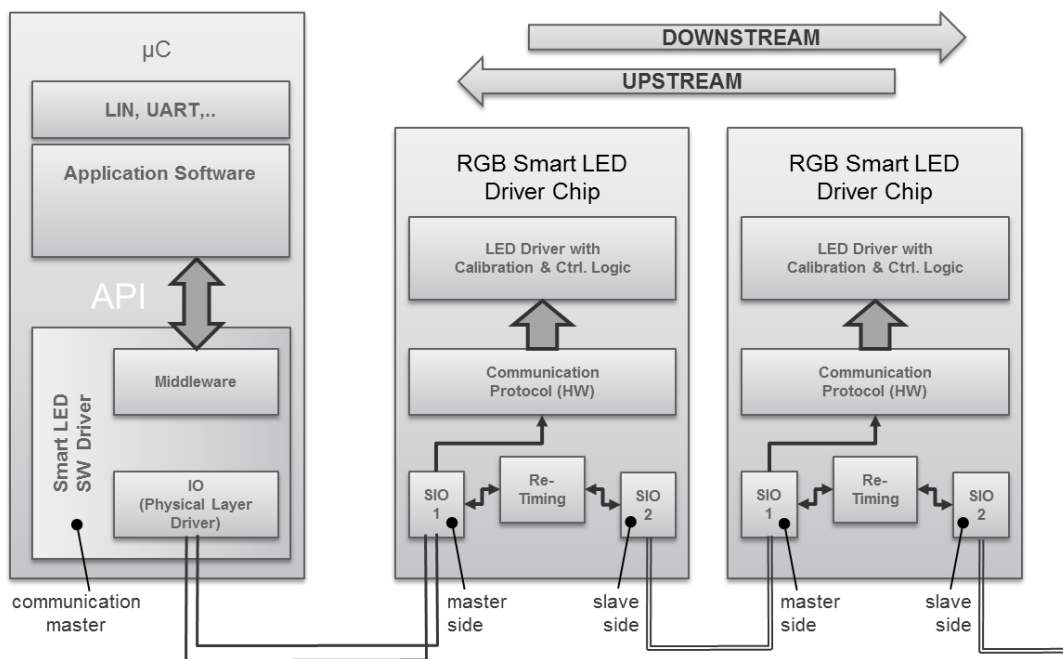 µC
LIN, UART,..
Application Software
API
Middleware
Smart LED
SW Driver
IO
(Physical Layer
Driver)
communication
master
DOWNSTREAM
UPSTREAM
RGB Smart LED
Driver Chip
LED Driver with
Calibration & Ctrl. Logic
Communication
Protocol (HW)
SIO
1
Re-
Timing
SIO
2
master
side
slave
side
RGB Smart LED
Driver Chip
LED Driver with
Calibration & Ctrl. Logic
Communication
Protocol (HW)
SIO
1
Re-
Timing
SIO
2
master
side
slave
side